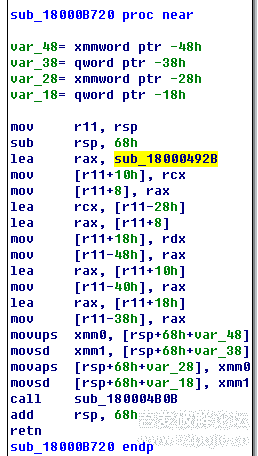 sub_18000B720 proc near
var_48= xmmword ptr -48h
var_38= qword ptr -38h
var_28= xmmword ptr -28h
var_18= qword ptr -18h
mov r11, rsp
sub rsp, 68h
lea rax, sub_18000492B
mov [r11+10h], rcx
mov [r11+8], rax
lea rcx, [r11-28h]
lea rax, [r11+8]
mov [r11+18h], rdx
mov [r11-48h], rax
lea rax, [r11+10h]
mov [r11-40h], rax
lea rax, [r11+18h]
mov [r11-38h], rax
movups xmm0, [rsp+68h+var_48]
movsd xmm1, [rsp+68h+var_38]
movaps [rsp+68h+var_28], xmm0
movsd [rsp+68h+var_18], xmm1
call sub_180004B0B
add rsp, 68h
retn
sub_18000B720 endp